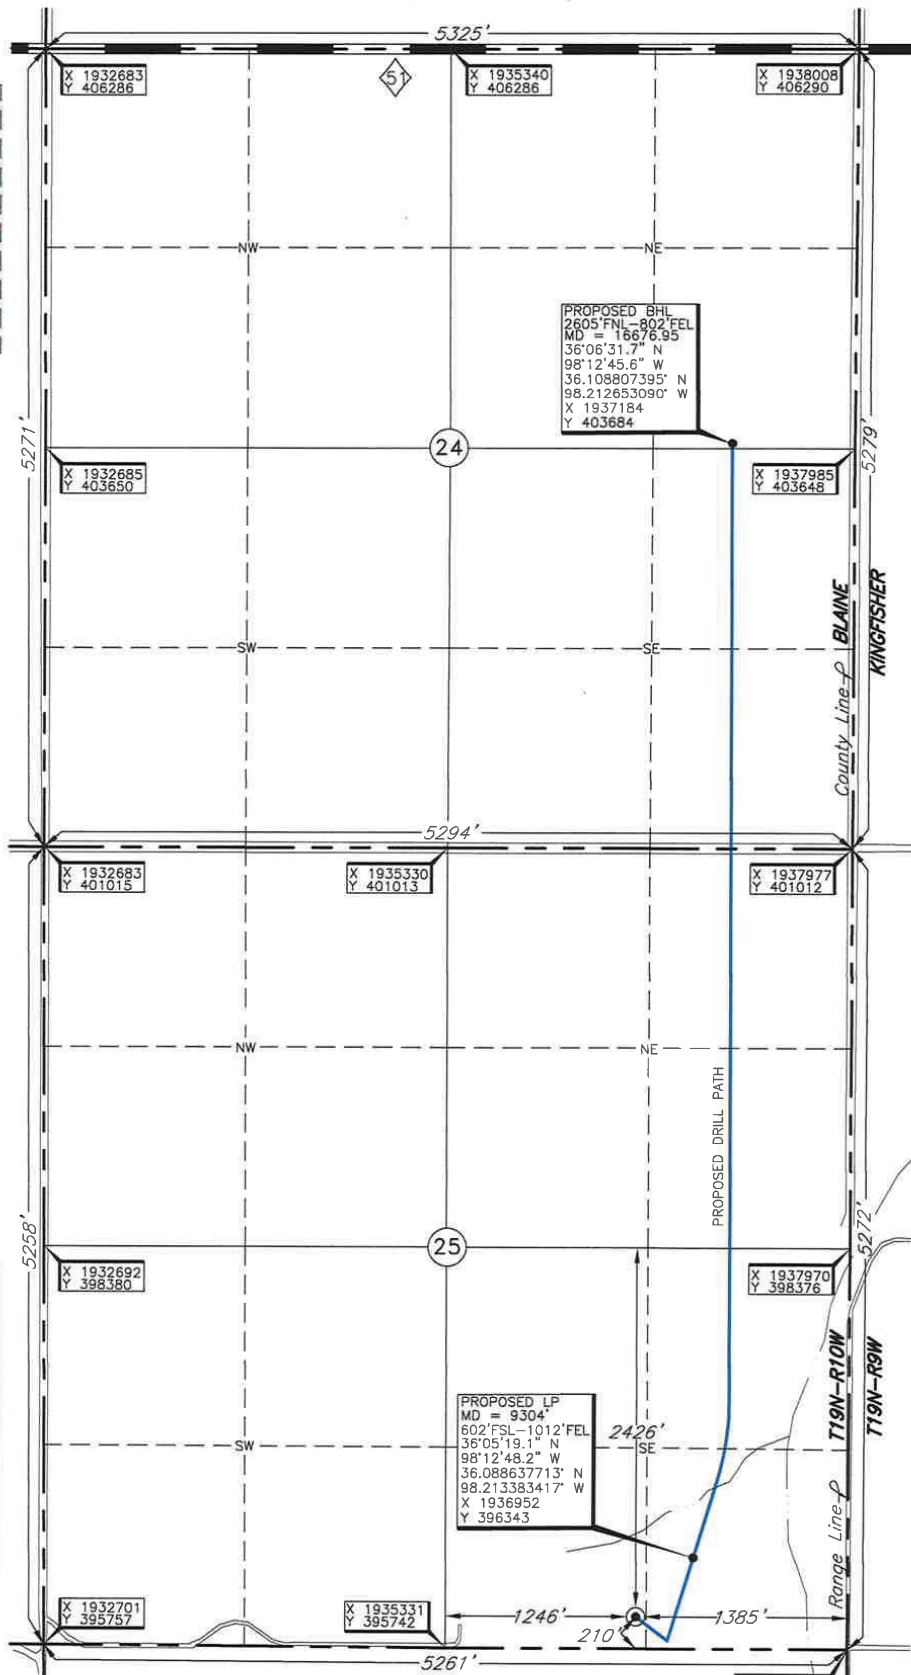 5325'
X 1932683
Y 406286
51
X 1935340
Y 406286
X 1938008
Y 406290
NW
NE
PROPOSED BHL
2605'FNL-802'FEL
MD = 16676.95
36°06'31.7" N
98°12'45.6" W
36.108807395° N
98.212653090° W
X 1937184
Y 403684
5271'
24
5279'
X 1932685
Y 403650
X 1937985
Y 403648
BLAINE
KINGFISHER
County Line
SW
SE
5294'
X 1932683
Y 401015
X 1935330
Y 401013
X 1937977
Y 401012
NW
NE
PROPOSED DRILL PATH
5258'
25
5272'
X 1932692
Y 398380
X 1937970
Y 398376
T19N-R10W
T19N-R9W
PROPOSED LP
MD = 9304'
602'FSL-1012'FEL
36°05'19.1" N
98°12'48.2" W
36.088637713° N
98.213383417° W
X 1936952
Y 396343
2426'
SW
SE
Range Line
X 1932701
Y 395757
X 1935331
Y 395742
1246'
1385'
210'
5261'